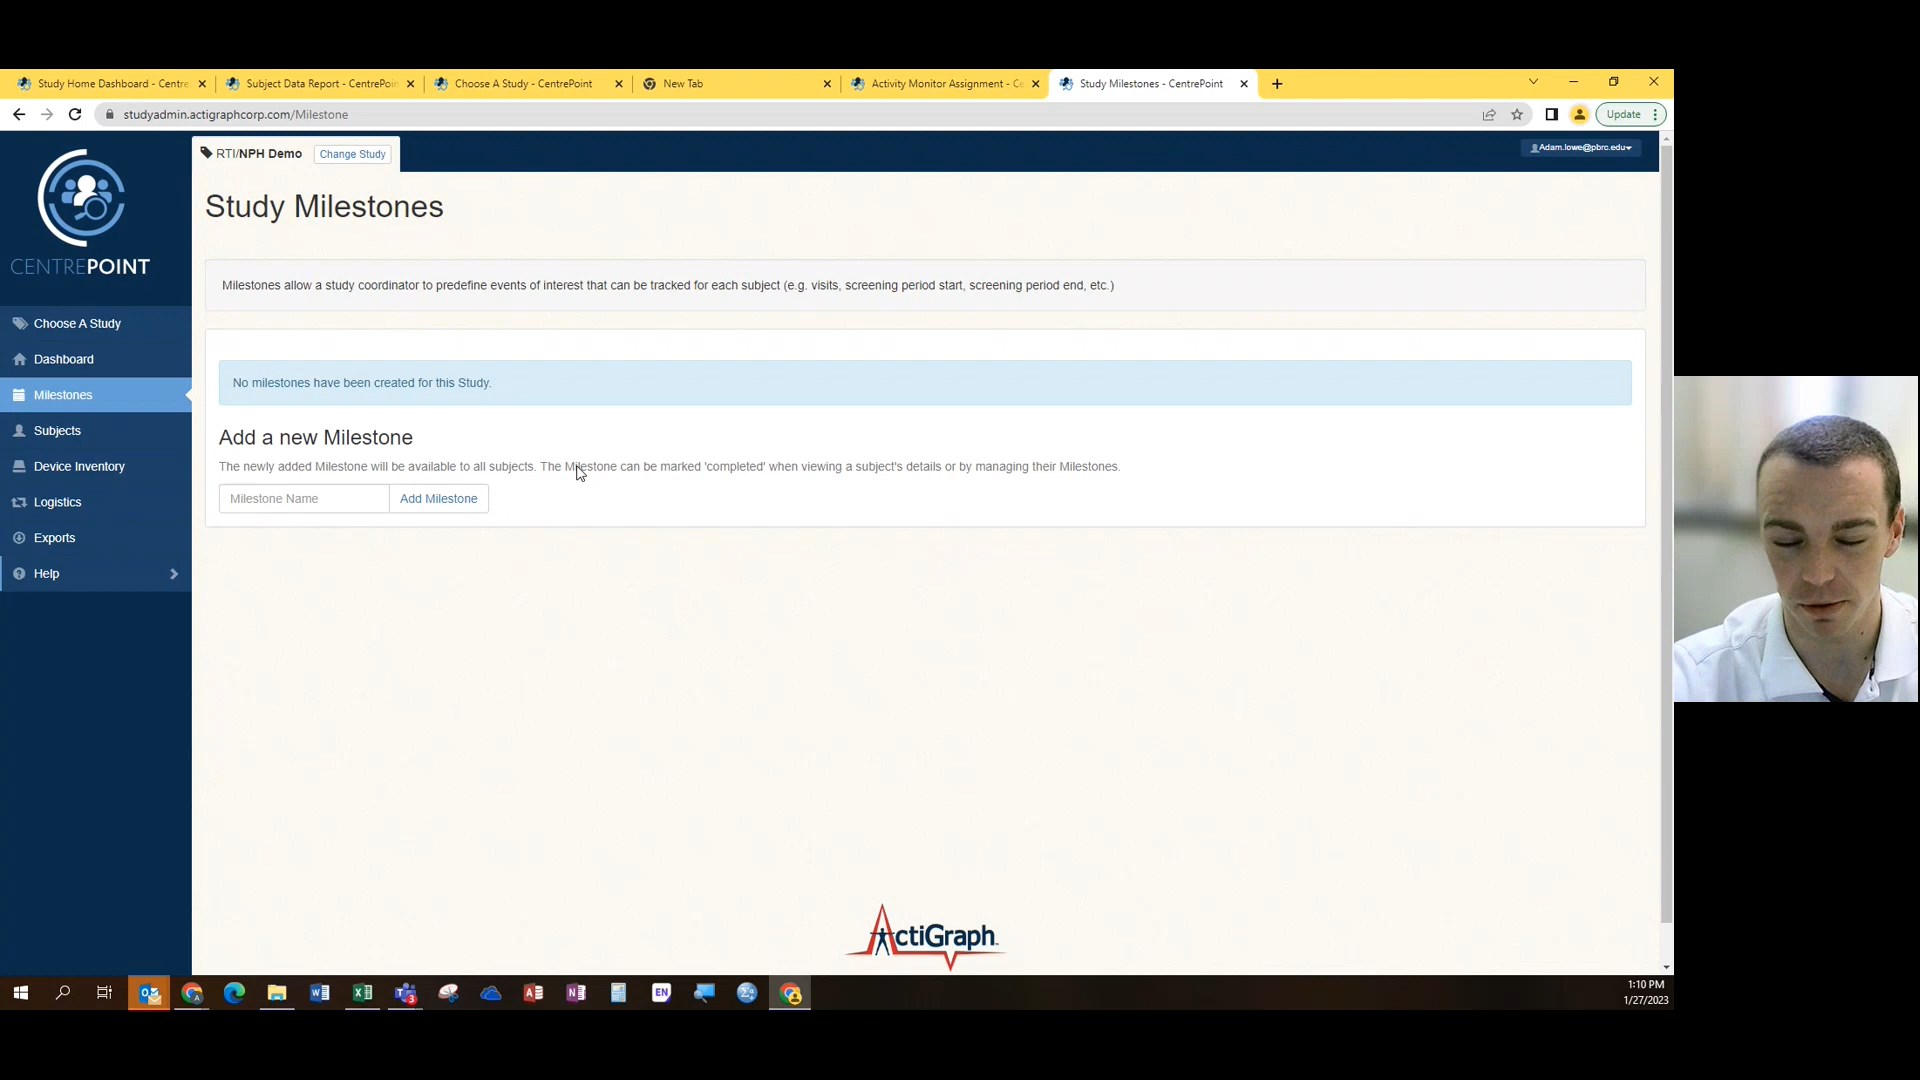 Study Home Dashboard - Centre
Subject Data Report - CentrePoin
Choose A Study - CentrePoint
New Tab
Activity Monitor Assignment - Ce
Study Milestones - CentrePoint
studyadmin.actigraphcorp.com/Milestone
Update
RTI/NPH Demo
Change Study
Adam.lowe@pbrc.edu
CENTREPOINT
Study Milestones
Milestones allow a study coordinator to predefine events of interest that can be tracked for each subject (e.g. visits, screening period start, screening period end, etc.)
Choose A Study
Dashboard
Milestones
Subjects
Device Inventory
Logistics
Exports
Help
No milestones have been created for this Study.
Add a new Milestone
The newly added Milestone will be available to all subjects. The Milestone can be marked 'completed' when viewing a subject's details or by managing their Milestones.
Milestone Name
Add Milestone
ActiGraph
EN
3
1:10 PM
1/27/2023